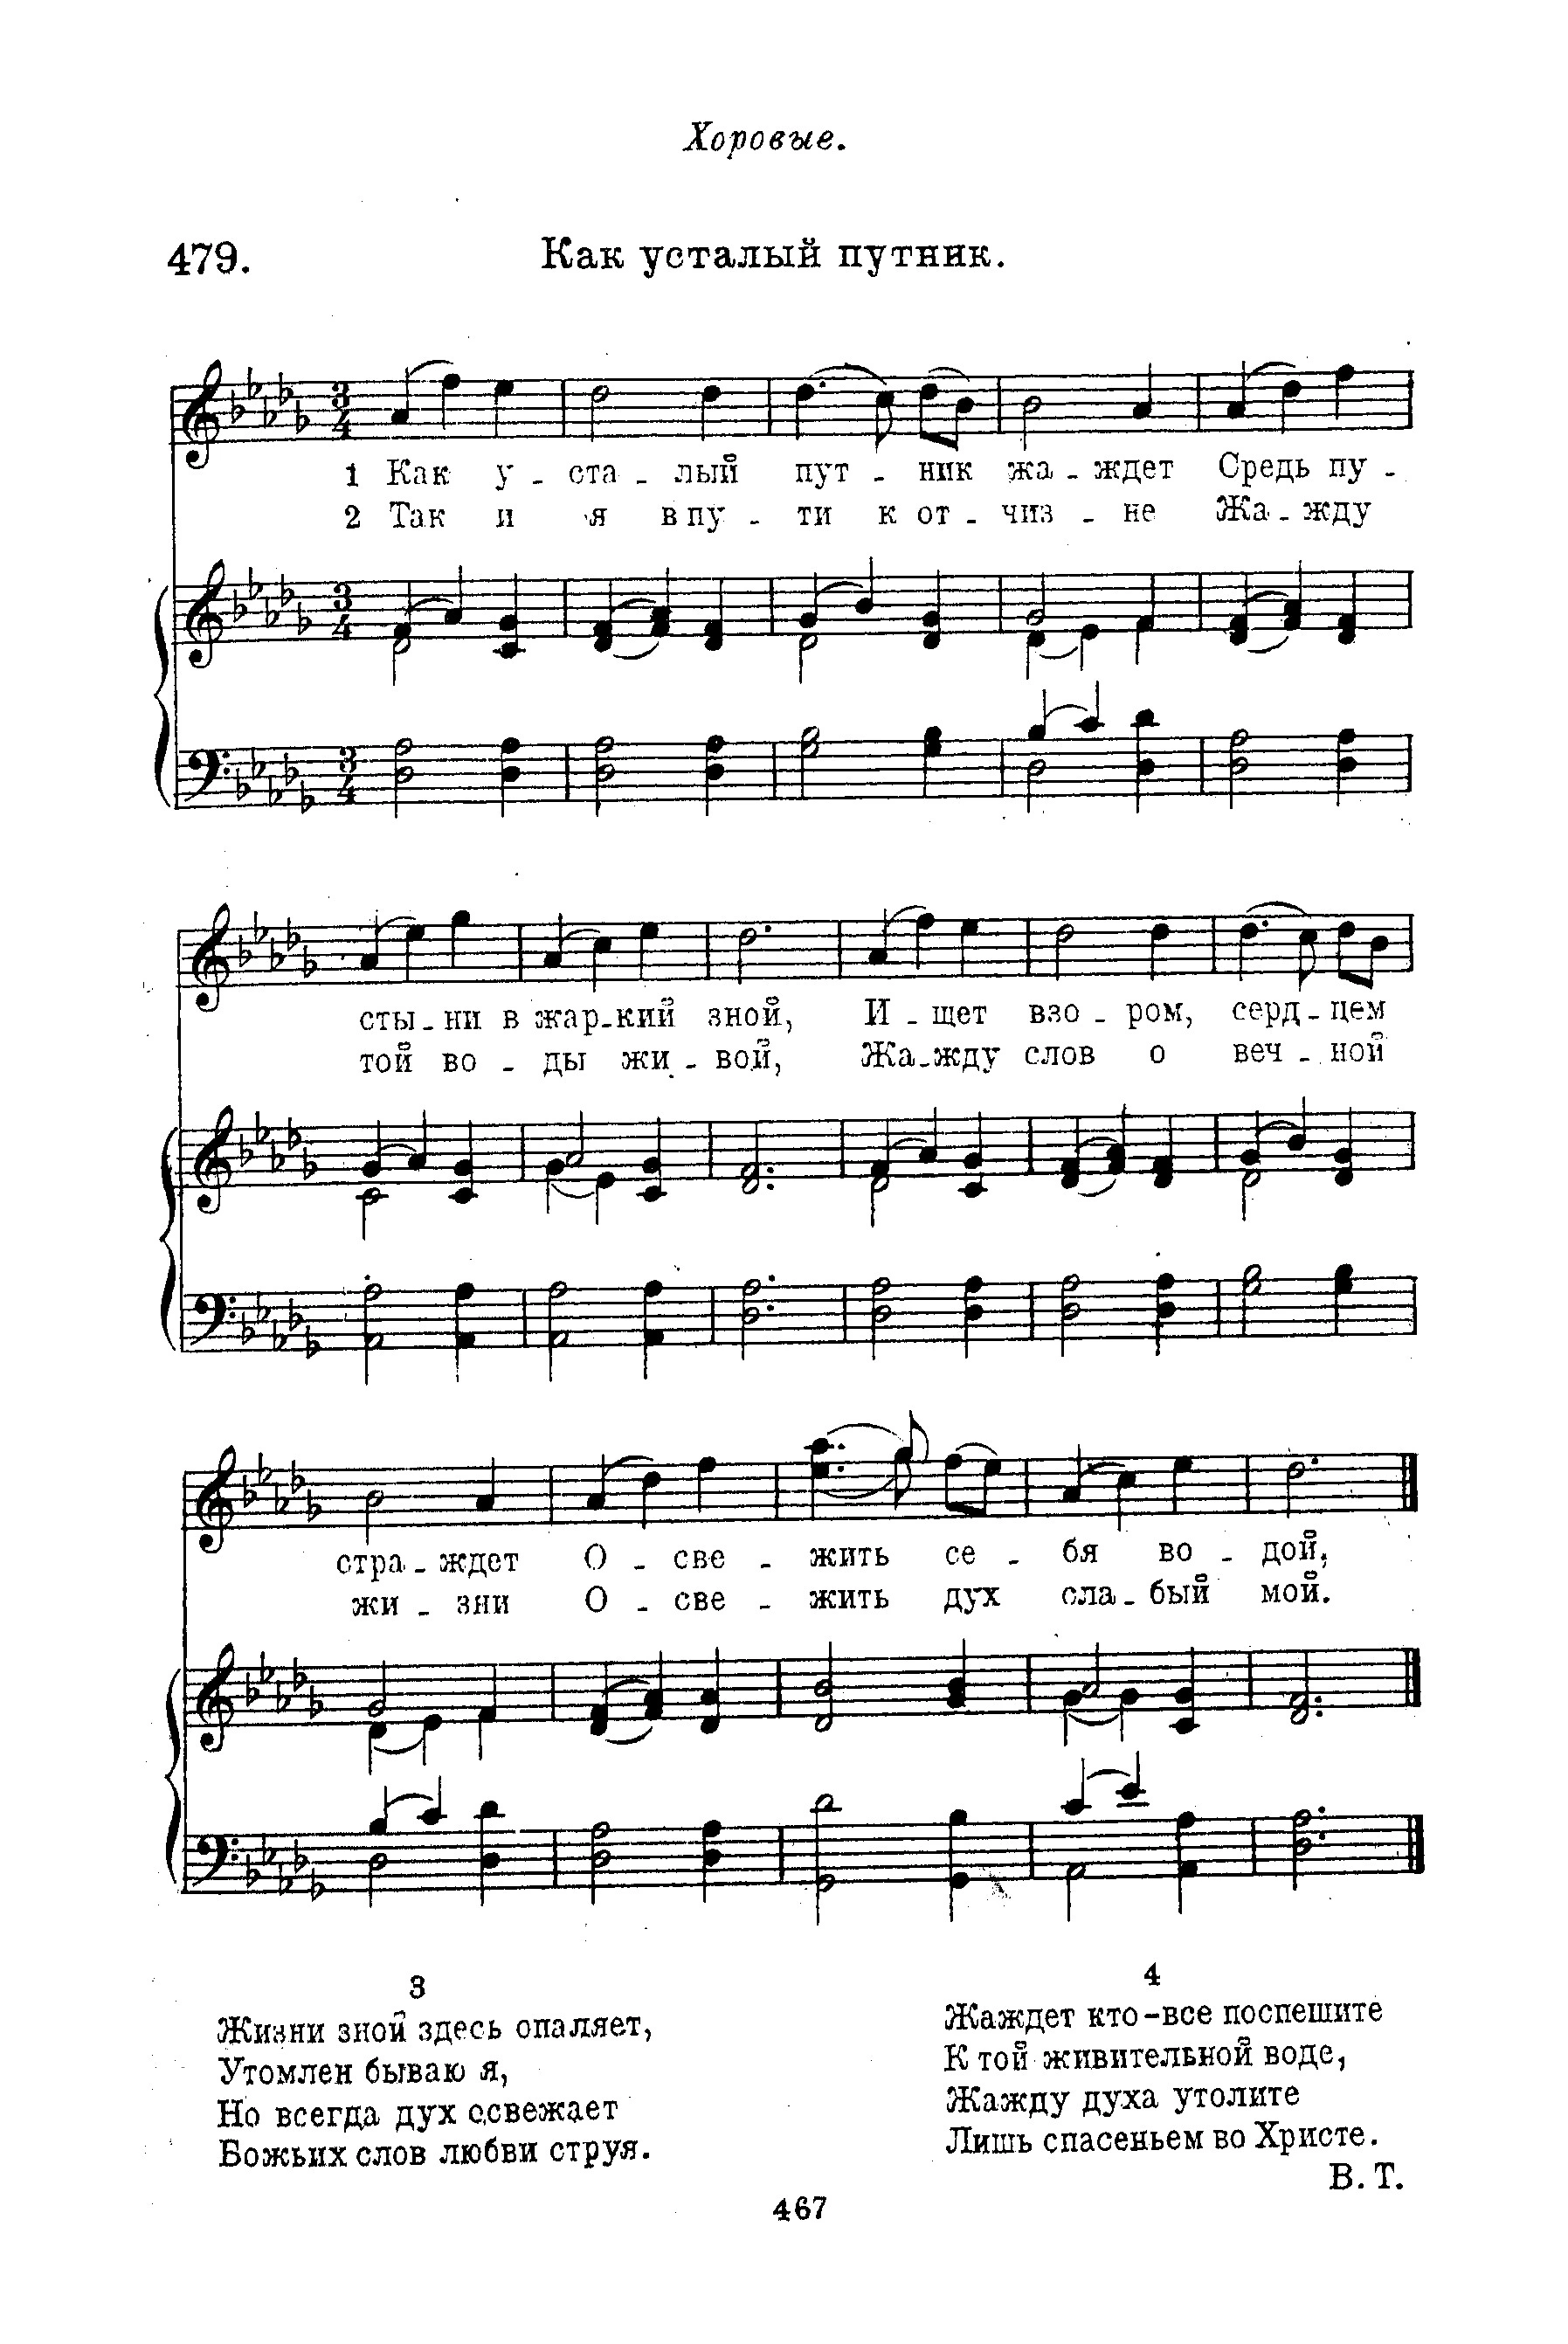 Хоровые.
479.
Как усталый путник.
1 Как у - ста - лый пут - ник жа - ждет Средь пу -
2 Так и я в пу - ти к от - чиз - не Жа - жду
сты - ни в жар - кий зной, И - щет взо - ром, серд - цем
той во - ды жи - вой, Жа - жду слов о веч - ной
стра - ждет О - све - жить се - бя во - дой,
жи - зни О - све - жить дух сла - бый мой.
3
Жизни зной здесь опаляет,
Утомлен бываю я,
Но всегда дух освежает
Божьих слов любви струя.
4
Жаждет кто-все поспешите
К той живительной воде,
Жажду духа утолите
Лишь спасеньем во Христе.
В. Т.
467